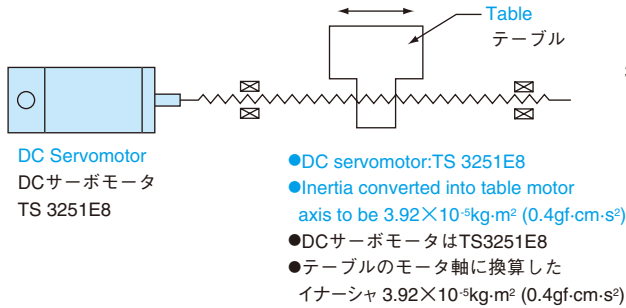 Table
テーブル
DC Servomotor
DCサーボモータ
TS 3251E8
●DC servomotor:TS 3251E8
●Inertia converted into table motor
axis to be 3.92×10⁻⁵kg·m² (0.4gf·cm·s²)
●DCサーボモータはTS3251E8
●テーブルのモータ軸に換算した
イナーシャ 3.92×10⁻⁵kg·m² (0.4gf·cm·s²)